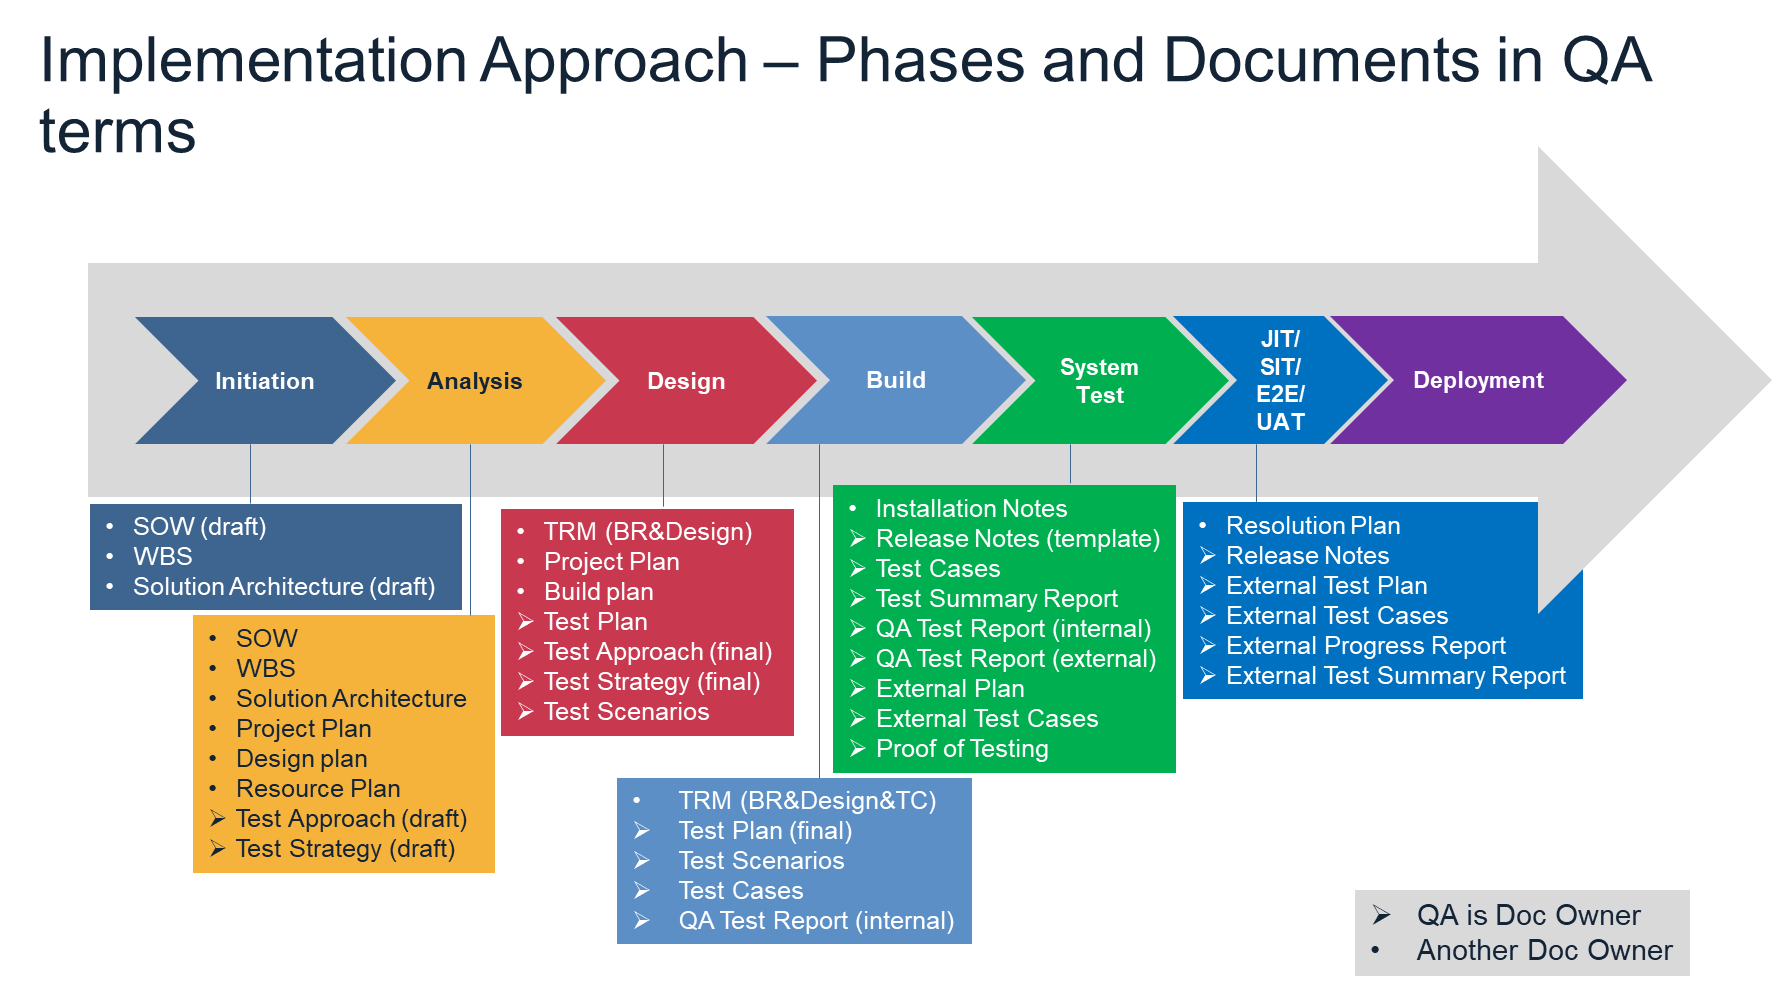 Implementation Approach – Phases and Documents in QA
terms
Initiation
Analysis
Design
Build
System
Test
JIT/
SIT/
E2E/
UAT
Deployment
• SOW (draft)
• WBS
• Solution Architecture (draft)
• SOW
• WBS
• Solution Architecture
• Project Plan
• Design plan
• Resource Plan
➢ Test Approach (draft)
➢ Test Strategy (draft)
• TRM (BR&Design)
• Project Plan
• Build plan
➢ Test Plan
➢ Test Approach (final)
➢ Test Strategy (final)
➢ Test Scenarios
• TRM (BR&Design&TC)
➢ Test Plan (final)
➢ Test Scenarios
➢ Test Cases
➢ QA Test Report (internal)
• Installation Notes
➢ Release Notes (template)
➢ Test Cases
➢ Test Summary Report
➢ QA Test Report (internal)
➢ QA Test Report (external)
➢ External Plan
➢ External Test Cases
➢ Proof of Testing
• Resolution Plan
➢ Release Notes
➢ External Test Plan
➢ External Test Cases
➢ External Progress Report
➢ External Test Summary Report
➢ QA is Doc Owner
• Another Doc Owner